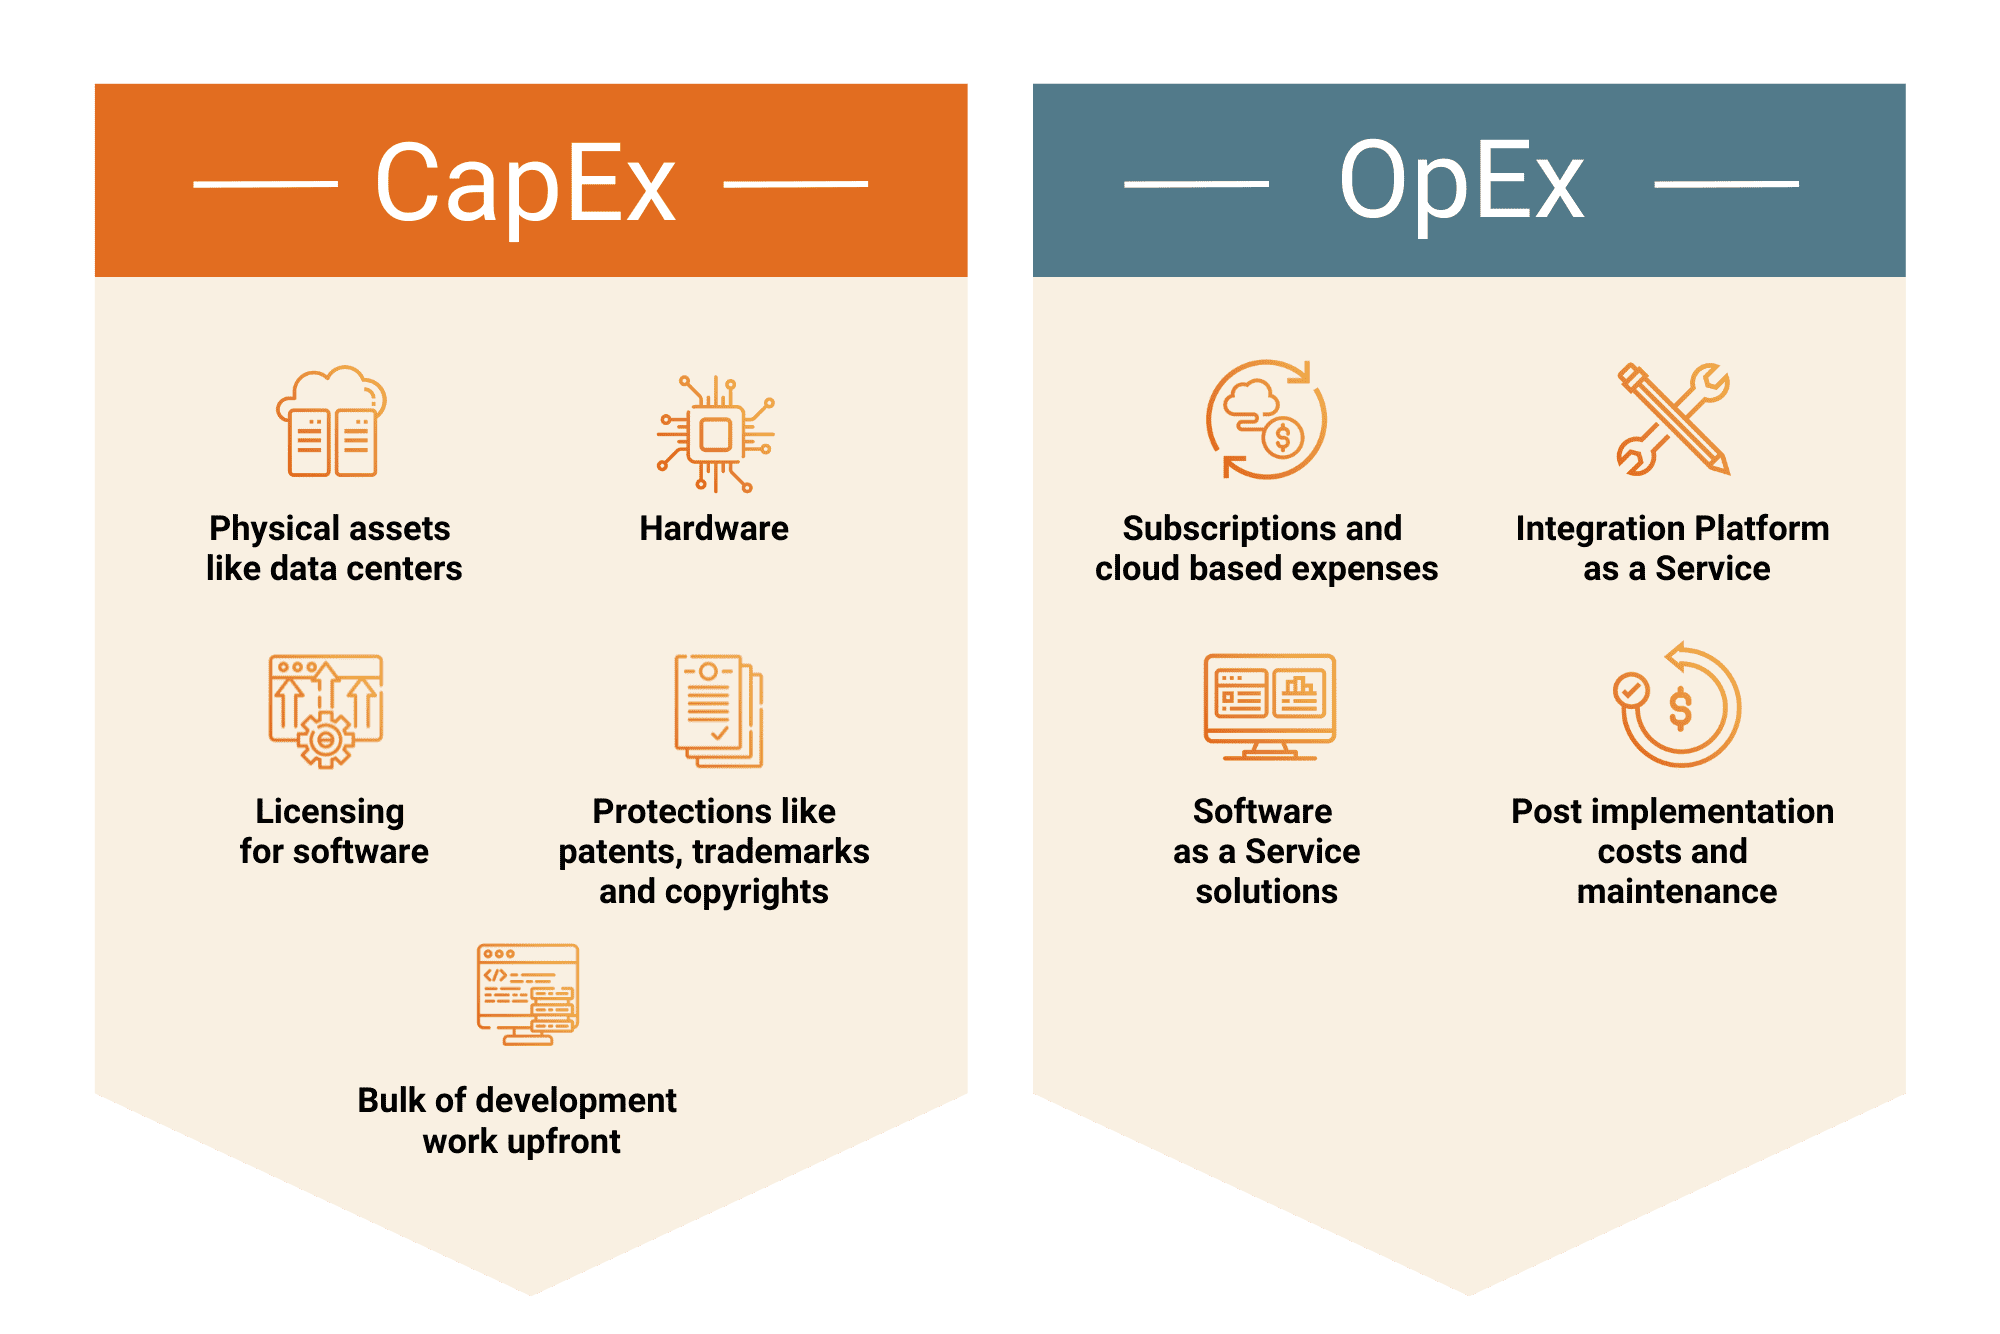 CapEx
Physical assets
like data centers
Hardware
Licensing
for software
Protections like
patents, trademarks
and copyrights
Bulk of development
work upfront
OpEx
Subscriptions and
cloud based expenses
Integration Platform
as a Service
Software
as a Service
solutions
Post implementation
costs and
maintenance